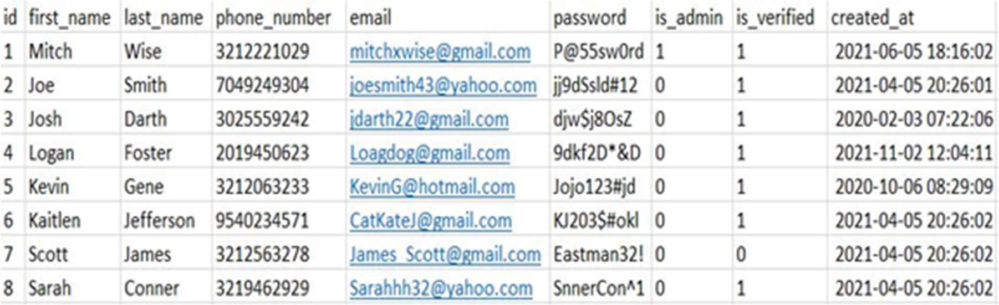 id first_name last_name phone_number email password is_admin is_verified created_at
1 Mitch Wise 3212221029 mitchxwise@gmail.com P@55sw0rd 1 1 2021-06-05 18:16:02
2 Joe Smith 7049249304 joesmith43@yahoo.com jj9dSsld#12 0 1 2021-04-05 20:26:01
3 Josh Darth 3025559242 jdarth22@gmail.com djw$j8OsZ 0 1 2020-02-03 07:22:06
4 Logan Foster 2019450623 Loagdog@gmail.com 9dkf2D*&D 0 1 2021-11-02 12:04:11
5 Kevin Gene 3212063233 KevinG@hotmail.com Jojo123#jd 0 1 2020-10-06 08:29:09
6 Kaitlen Jefferson 9540234571 CatKateJ@gmail.com KJ203$#okl 0 1 2021-04-05 20:26:02
7 Scott James 3212563278 James_Scott@gmail.com Eastman32! 0 0 2021-04-05 20:26:02
8 Sarah Conner 3219462929 Sarahhh32@yahoo.com SnnerCon^1 0 1 2021-04-05 20:26:02